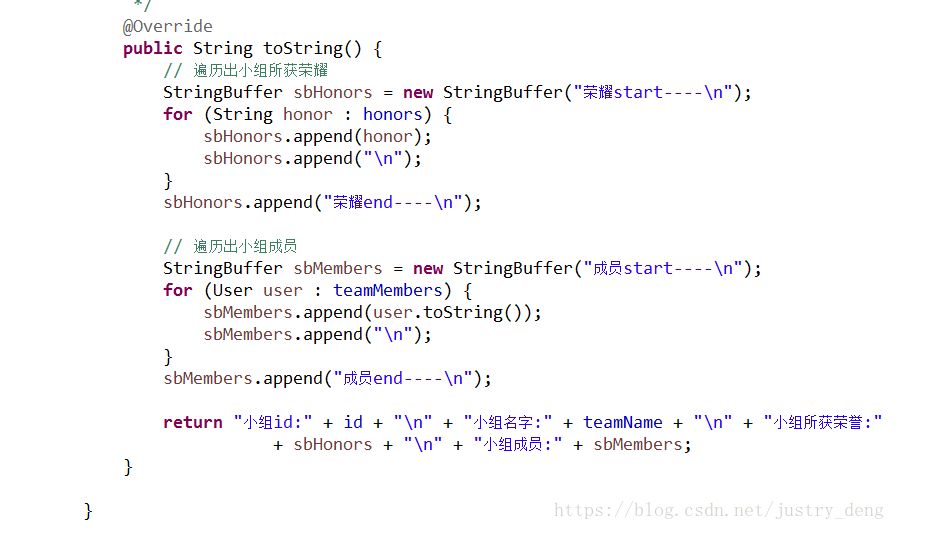 */
@Override
public String toString() {
// 遍历出小组所获荣耀
StringBuffer sbHonors = new StringBuffer("荣耀start----\n");
for (String honor : honors) {
sbHonors.append(honor);
sbHonors.append("\n");
}
sbHonors.append("荣耀end----\n");
// 遍历出小组成员
StringBuffer sbMembers = new StringBuffer("成员start----\n");
for (User user : teamMembers) {
sbMembers.append(user.toString());
sbMembers.append("\n");
}
sbMembers.append("成员end----\n");
return "小组id:" + id + "\n" + "小组名字:" + teamName + "\n" + "小组所获荣誉:"
+ sbHonors + "\n" + "小组成员:" + sbMembers;
}
}
https://blog.csdn.net/justry_deng